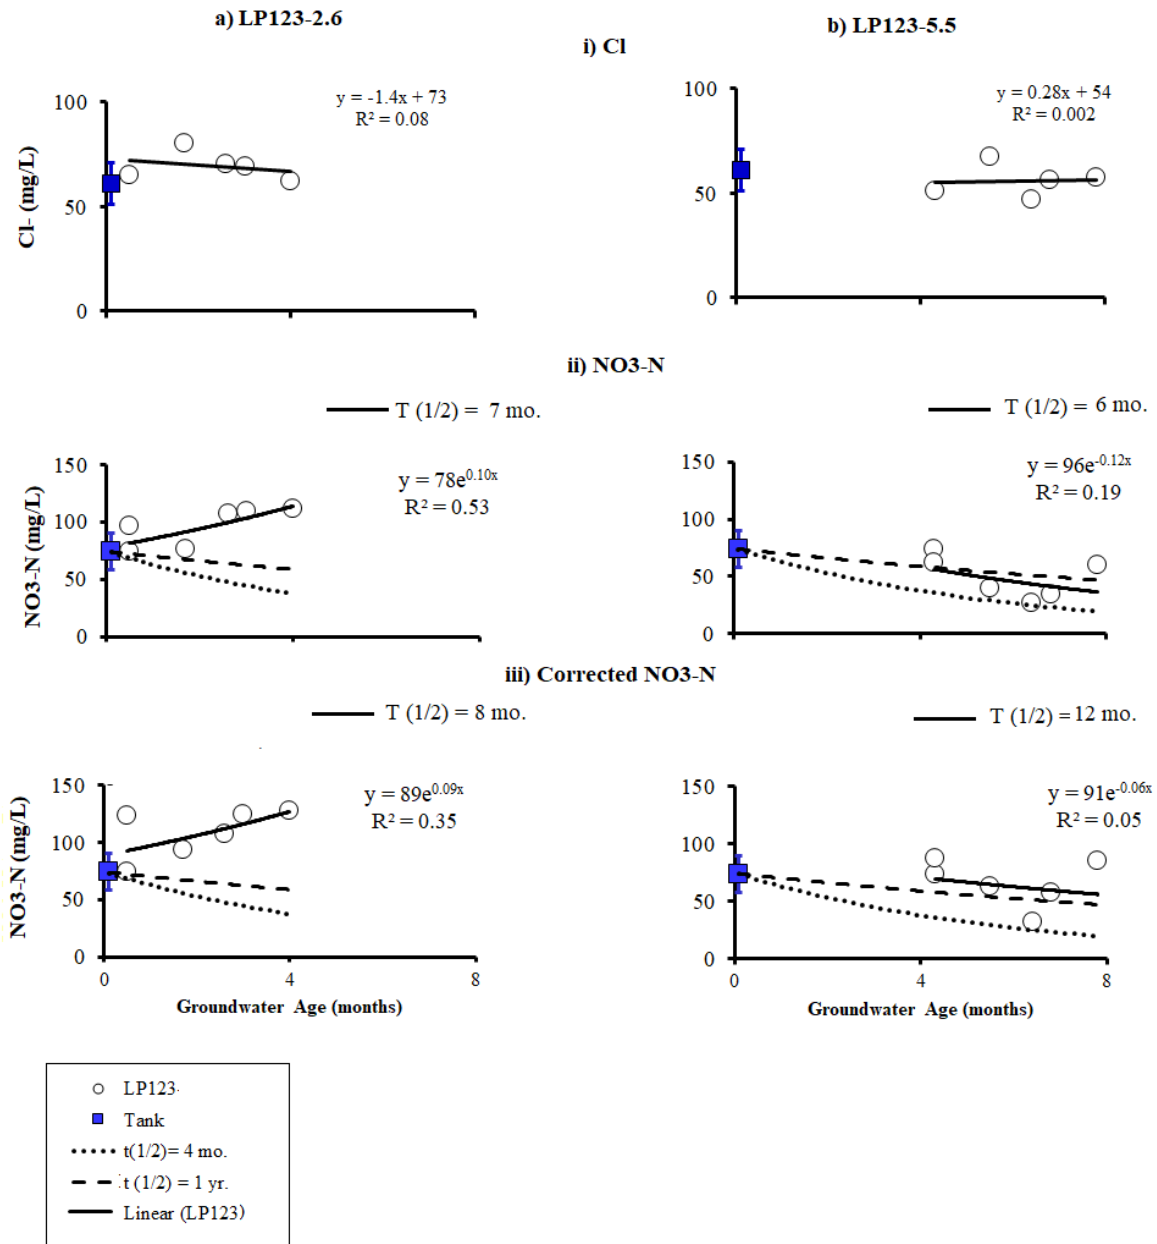 a) LP123-2.6
b) LP123-5.5
i) Cl
y = -1.4x + 73
R² = 0.08
y = 0.28x + 54
R² = 0.002
Cl- (mg/L)
100
50
0
100
50
0
4
8
ii) NO3-N
T (1/2) = 7 mo.
T (1/2) = 6 mo.
NO3-N (mg/L)
150
100
50
0
y = 78e^0.10x
R² = 0.53
150
100
50
0
y = 96e^-0.12x
R² = 0.19
0
4
8
iii) Corrected NO3-N
T (1/2) = 8 mo.
T (1/2) = 12 mo.
NO3-N (mg/L)
150
100
50
0
y = 89e^0.09x
R² = 0.35
0
4
8
Groundwater Age (months)
150
100
50
0
y = 91e^-0.06x
R² = 0.05
0
4
8
Groundwater Age (months)
LP123-
Tank
t(1/2)= 4 mo.
t (1/2) = 1 yr.
Linear (LP123)